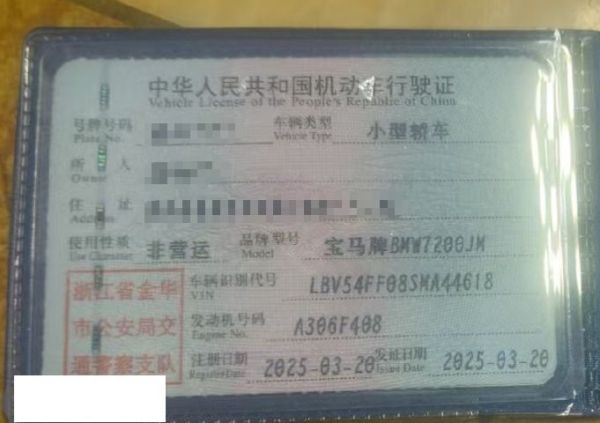 中华人民共和国机动车行驶证
Vehicle License of the People's Republic of China
号牌号码 车辆类型 小型轿车
Plate No. Vehicle Type
所有人
Owner
住址
Address
使用性质 非营运 品牌型号 宝马牌BMW7200JM
Use Character Model
浙江省金华 车辆识别代号 LBV54FF08SMA44618
VIN
市公安局交 发动机号码 A306F408
Engine No.
通警察支队 注册日期 2025-03-20 发证日期 2025-03-20
Register Date Issue Date